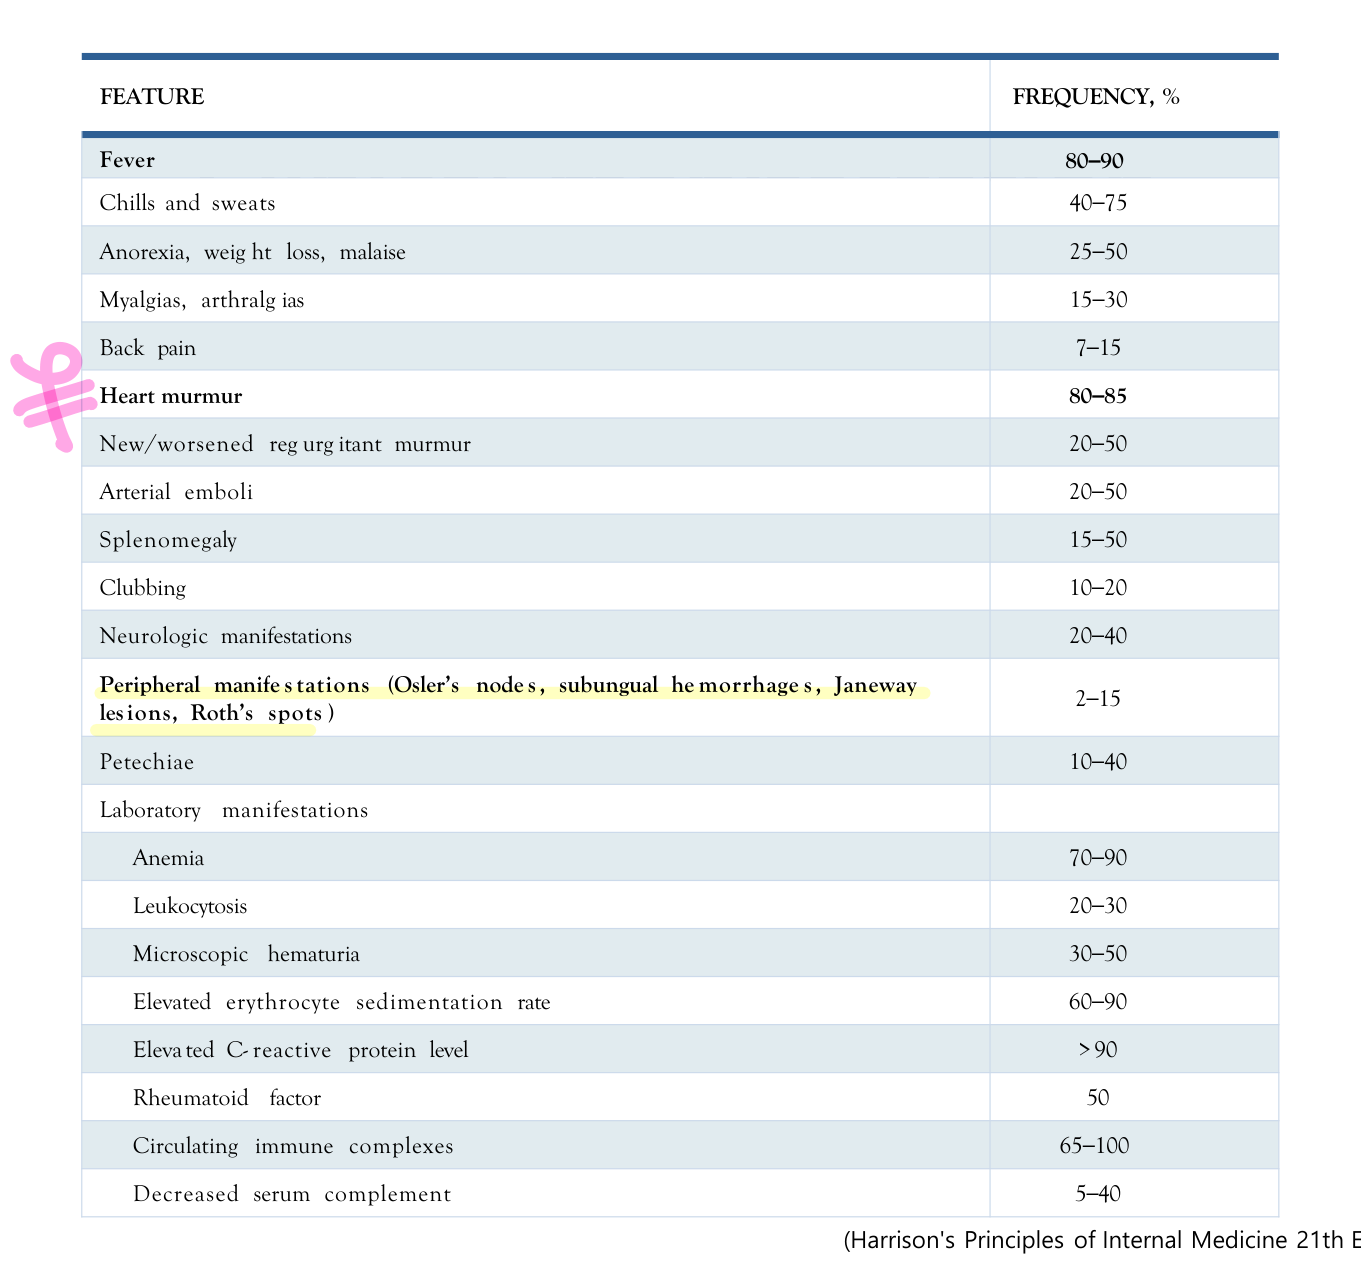 FEATURE FREQUENCY, %
Fever 80–90
Chills and sweats 40–75
Anorexia, weight loss, malaise 25–50
Myalgias, arthralgias 15–30
Back pain 7–15
Heart murmur 80–85
New/worsened regurgitant murmur 20–50
Arterial emboli 20–50
Splenomegaly 15–50
Clubbing 10–20
Neurologic manifestations 20–40
Peripheral manifestations (Osler’s nodes, subungual hemorrhages, Janeway
lesions, Roth’s spots) 2–15
Petechiae 10–40
Laboratory manifestations
Anemia 70–90
Leukocytosis 20–30
Microscopic hematuria 30–50
Elevated erythrocyte sedimentation rate 60–90
Elevated C-reactive protein level >90
Rheumatoid factor 50
Circulating immune complexes 65–100
Decreased serum complement 5–40
(Harrison's Principles of Internal Medicine 21th E